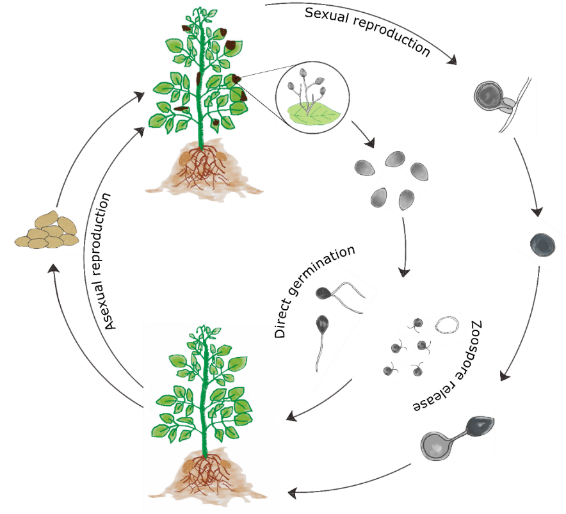 Sexual reproduction
Asexual reproduction
Direct germination
Zoospore release